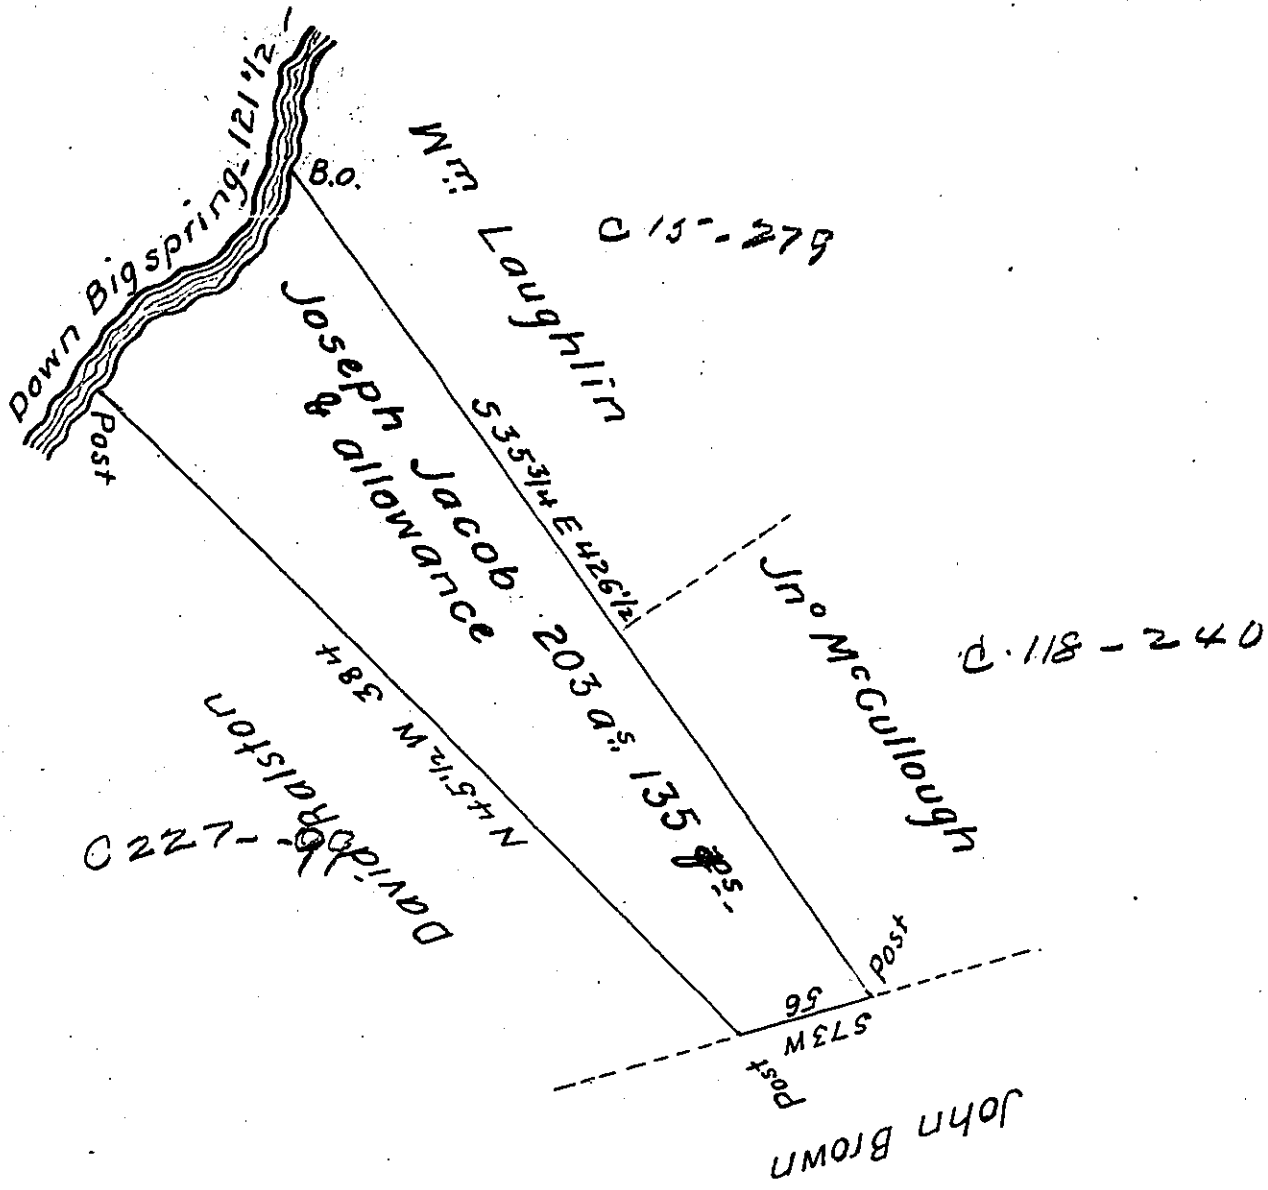 Down Bigspring - 121 1/2
B.O.
Wᵐ Laughlin
C 15 - 279
Joseph Jacob 203 aˢ 135 pˢ
& allowance
S 35 3/4 E 426 1/2
Post
Jnᵒ McCullough
C. 118 - 240
N 45 1/2 W 384
David Ralston
C 227 -
Post
56
S73W
Post
John Brown